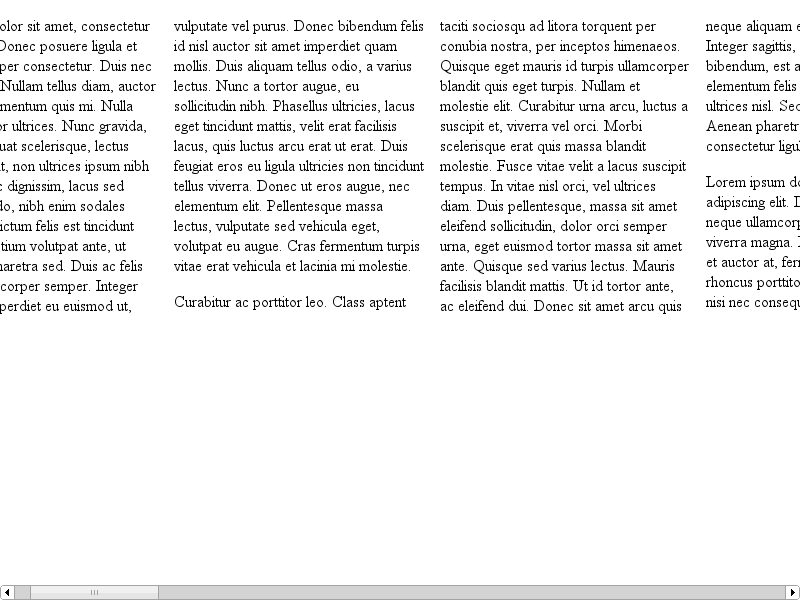 olor sit amet, consectetur
Donec posuere ligula et
per consectetur. Duis nec
Nullam tellus diam, auctor
mentum quis mi. Nulla
or ultrices. Nunc gravida,
uat scelerisque, lectus
t, non ultrices ipsum nibh
c dignissim, lacus sed
do, nibh enim sodales
ictum felis est tincidunt
tium volutpat ante, ut
haretra sed. Duis ac felis
corper semper. Integer
perdiet eu euismod ut,
vulputate vel purus. Donec bibendum felis
id nisl auctor sit amet imperdiet quam
mollis. Duis aliquam tellus odio, a varius
lectus. Nunc a tortor augue, eu
sollicitudin nibh. Phasellus ultricies, lacus
eget tincidunt mattis, velit erat facilisis
lacus, quis luctus arcu erat ut erat. Duis
feugiat eros eu ligula ultricies non tincidunt
tellus viverra. Donec ut eros augue, nec
elementum elit. Pellentesque massa
lectus, vulputate sed vehicula eget,
volutpat eu augue. Cras fermentum turpis
vitae erat vehicula et lacinia mi molestie.
Curabitur ac porttitor leo. Class aptent
taciti sociosqu ad litora torquent per
conubia nostra, per inceptos himenaeos.
Quisque eget mauris id turpis ullamcorper
blandit quis eget turpis. Nullam et
molestie elit. Curabitur urna arcu, luctus a
suscipit et, viverra vel orci. Morbi
scelerisque erat quis massa blandit
molestie. Fusce vitae velit a lacus suscipit
tempus. In vitae nisl orci, vel ultrices
diam. Duis pellentesque, massa sit amet
eleifend sollicitudin, dolor orci semper
urna, eget euismod tortor massa sit amet
ante. Quisque sed varius lectus. Mauris
facilisis blandit mattis. Ut id tortor ante,
ac eleifend dui. Donec sit amet arcu quis
neque aliquam e
Integer sagittis,
bibendum, est a
elementum felis
ultrices nisl. Sed
Aenean pharetr
consectetur ligul
Lorem ipsum do
adipiscing elit. D
neque ullamcorp
viverra magna.
et auctor at, ferm
rhoncus porttito
nisi nec consequ